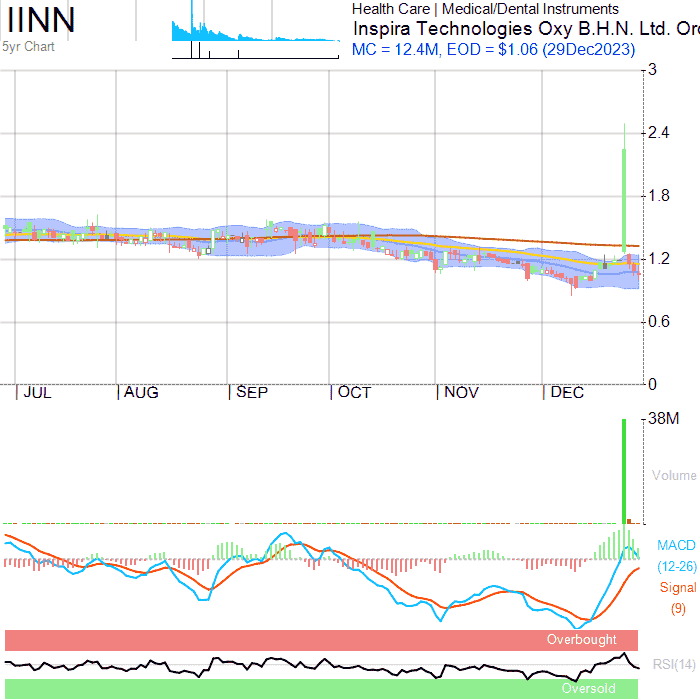 IINN
5yr Chart
Health Care | Medical/Dental Instruments
Inspira Technologies Oxy B.H.N. Ltd. Ord
MC = 12.4M, EOD = $1.06 (29Dec2023)
3
2.4
1.8
1.2
0.6
0
JUL AUG SEP OCT NOV DEC
38M
Volume
MACD
(12-26)
Signal
(9)
Overbought
RSI(14)
Oversold